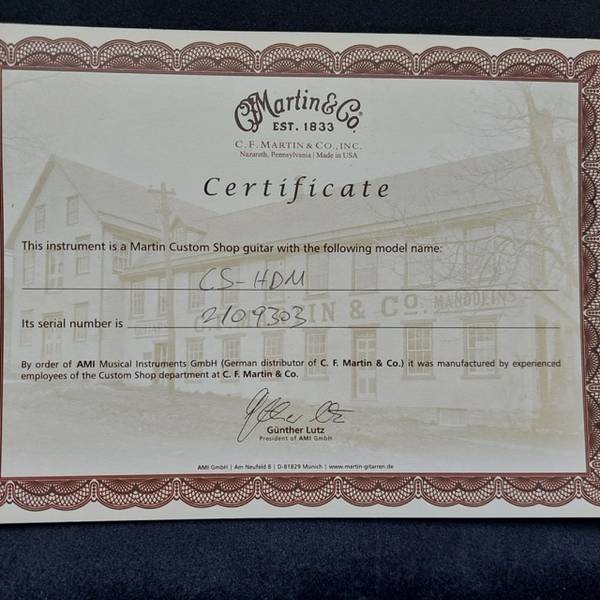 CF Martin & Co.
EST. 1833
C. F. MARTIN & CO., INC.
Nazareth, Pennsylvania | Made in USA
Certificate
This instrument is a Martin Custom Shop guitar with the following model name:
CS-HDM
Its serial number is 2109303
By order of AMI Musical Instruments GmbH (German distributor of C. F. Martin & Co.) it was manufactured by experienced
employees of the Custom Shop department at C. F. Martin & Co.
Günther Lutz
President of AMI GmbH
AMI GmbH | Am Neufeld 8 | D-81829 Munich | www.martin-gitarren.de